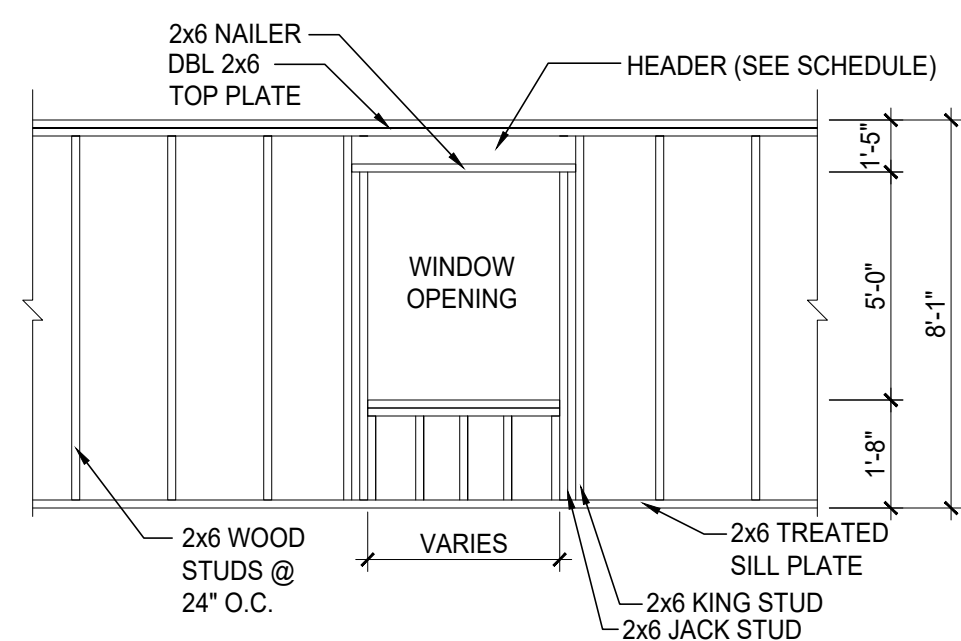 2x6 NAILER
DBL 2x6
TOP PLATE
HEADER (SEE SCHEDULE)
1'-5"
WINDOW
OPENING
5'-0"
8'-1"
1'-8"
2x6 WOOD
STUDS @
24" O.C.
VARIES
2x6 TREATED
SILL PLATE
2x6 KING STUD
2x6 JACK STUD